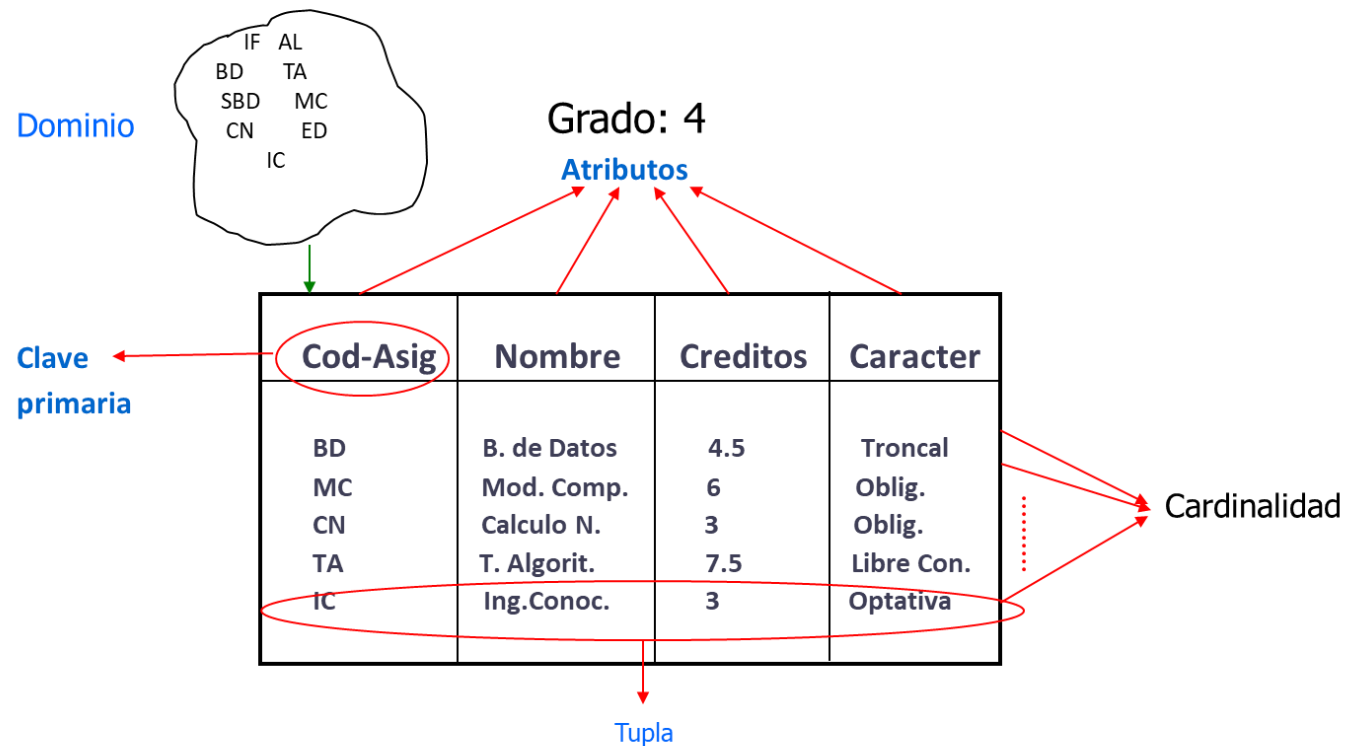 IF AL
BD TA
SBD MC
CN ED
IC
Dominio
Grado: 4
Atributos
Clave
primaria
Cod-Asig Nombre Creditos Caracter
BD B. de Datos 4.5 Troncal
MC Mod. Comp. 6 Oblig.
CN Calculo N. 3 Oblig.
TA T. Algorit. 7.5 Libre Con.
IC Ing.Conoc. 3 Optativa
Cardinalidad
Tupla